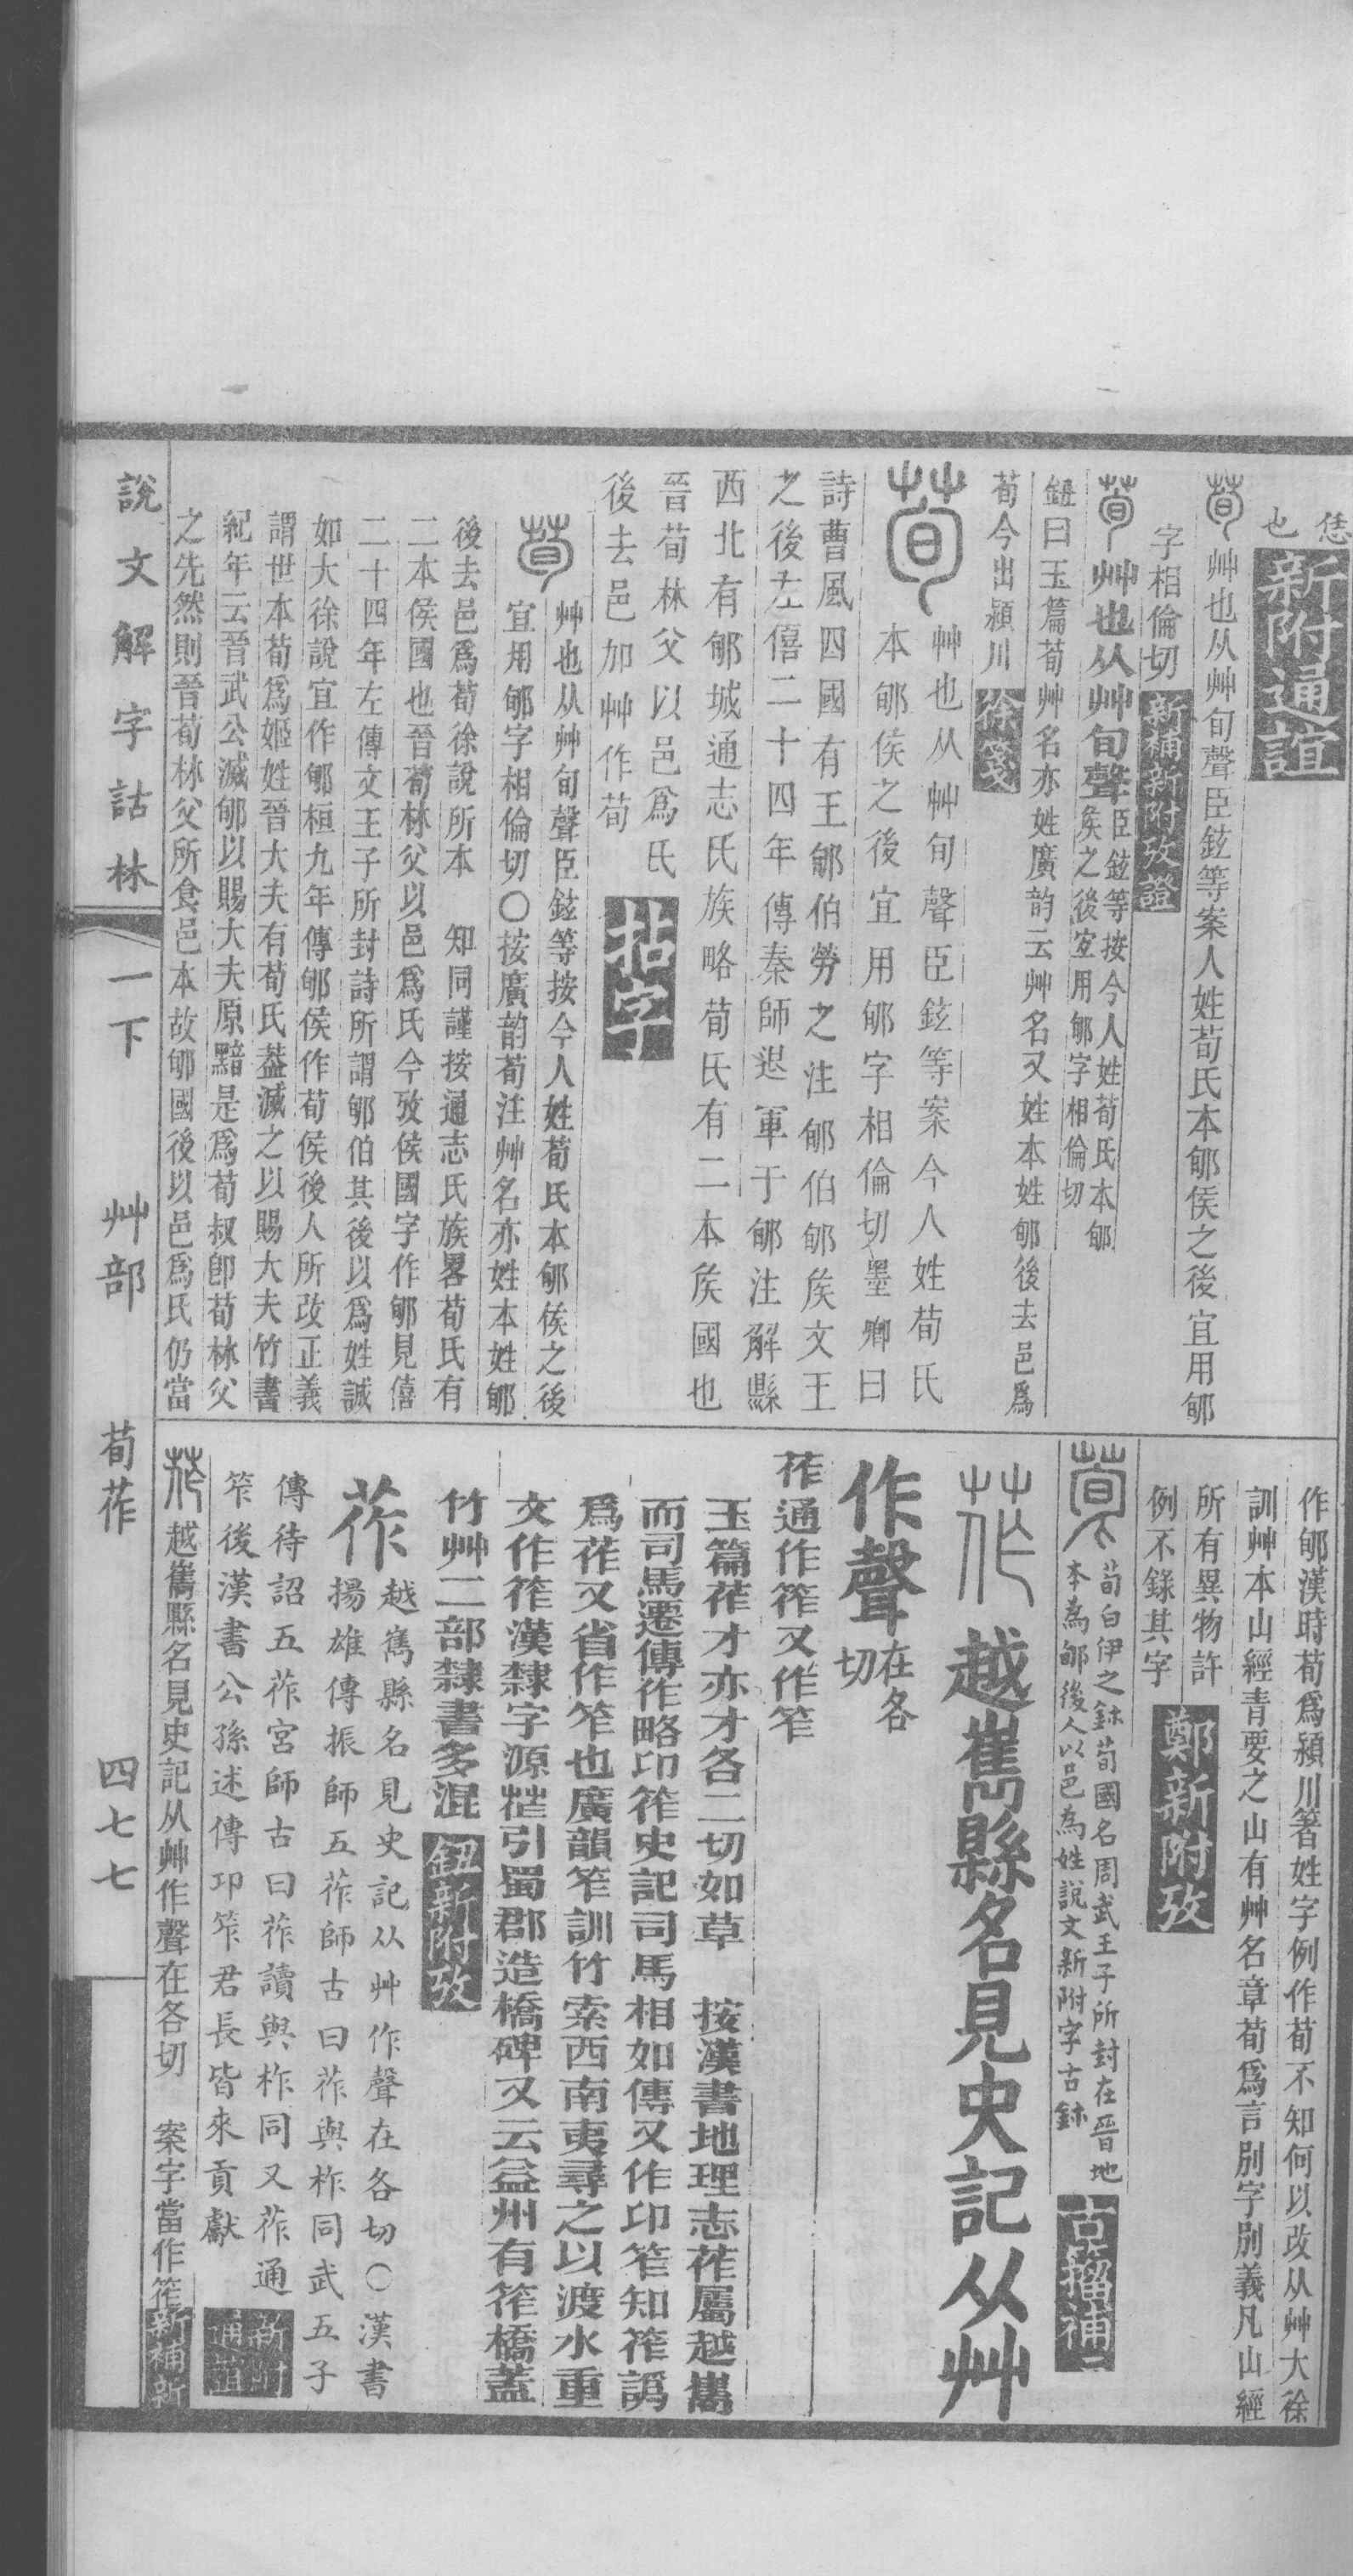 恁
也
新附通誼
荀艸也从艸旬聲臣鉉等案人姓荀氏本郇侯之後宜用郇
字相倫切
新補新附攷證
荀艸也从艸旬聲臣鉉等按今人姓荀氏本郇
矦之後宜用郇字相倫切
鈕曰玉篇荀艸名亦姓廣韵云艸名又姓本姓郇後去邑爲
荀今出潁川
徐箋
荀艸也从艸旬聲臣鉉等案今人姓荀氏
本郇矦之後宜用郇字相倫切墨卿曰
詩曹風四國有王郇伯勞之注郇伯郇矦文王
之後左僖二十四年傳秦師退軍于郇注解縣
西北有郇城通志氏族略荀氏有二本矦國也
晉荀林父以邑爲氏
後去邑加艸作荀
拈字
荀艸也从艸旬聲臣鉉等按今人姓荀氏本郇矦之後
宜用郇字相倫切○按廣韵荀注艸名亦姓本姓郇
後去邑爲荀徐說所本 知同謹按通志氏族畧荀氏有
二本侯國也晉荀林父以邑爲氏今攷侯國字作郇見僖
二十四年左傳文王子所封詩所謂郇伯其後以爲姓誠
如大徐說宜作郇桓九年傳郇侯作荀侯後人所改正義
謂世本荀爲姬姓晉大夫有荀氏葢滅之以賜大夫竹書
紀年云晉武公滅郇以賜大夫原黯是爲荀叔卽荀林父
之先然則晉荀林父所食邑本故郇國後以邑爲氏仍當
作郇漢時荀爲潁川著姓字例作荀不知何以改从艸大徐
訓艸本山經青要之山有艸名章荀爲言別字別義凡山經
所有異物許
例不錄其字
鄭新附攷
荀荀白伊之鉨荀國名周武王子所封在晉地
本為郇後人以邑為姓說文新附字古鉨
古籀補
莋越嶲縣名見史記从艸
作聲在各
切
莋通作筰又作笮
玉篇莋才亦才各二切如草 按漢書地理志莋屬越嶲
而司馬遷傳作略卬筰史記司馬相如傳又作卬笮知筰譌
爲莋又省作笮也廣韻笮訓竹索西南夷尋之以渡水重
文作筰漢隸字源引蜀郡造橋碑又云益州有筰橋蓋
竹艸二部隸書多混
鈕新附攷
莋越嶲縣名見史記从艸作聲在各切○漢書
揚雄傳振師五莋師古曰莋與柞同武五子
傳待詔五莋宮師古曰莋讀與柞同又莋通
笮後漢書公孫述傳卭笮君長皆來貢獻
新附通誼
莋越嶲縣名見史記从艸作聲在各切 案字當作筰
新補新
說文解字詁林
一下
艸部
荀莋
四七七